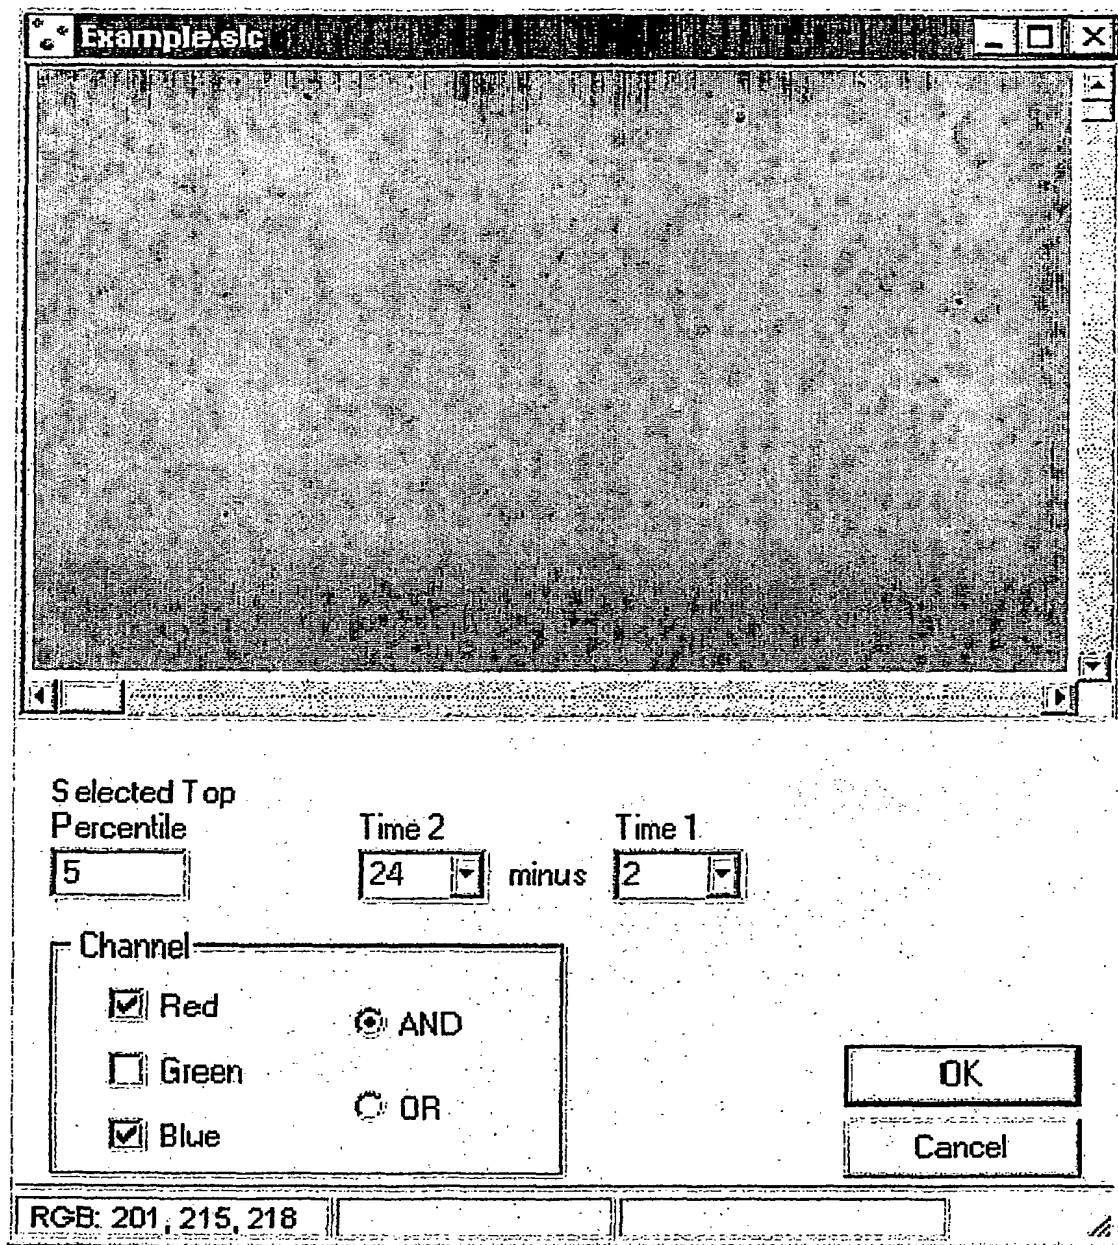 Example.slc
Selected Top
Percentile
Time 2
Time 1
5
24
minus
2
Channel
Red
AND
Green
OR
Blue
OK
Cancel
RGB: 201, 215, 218